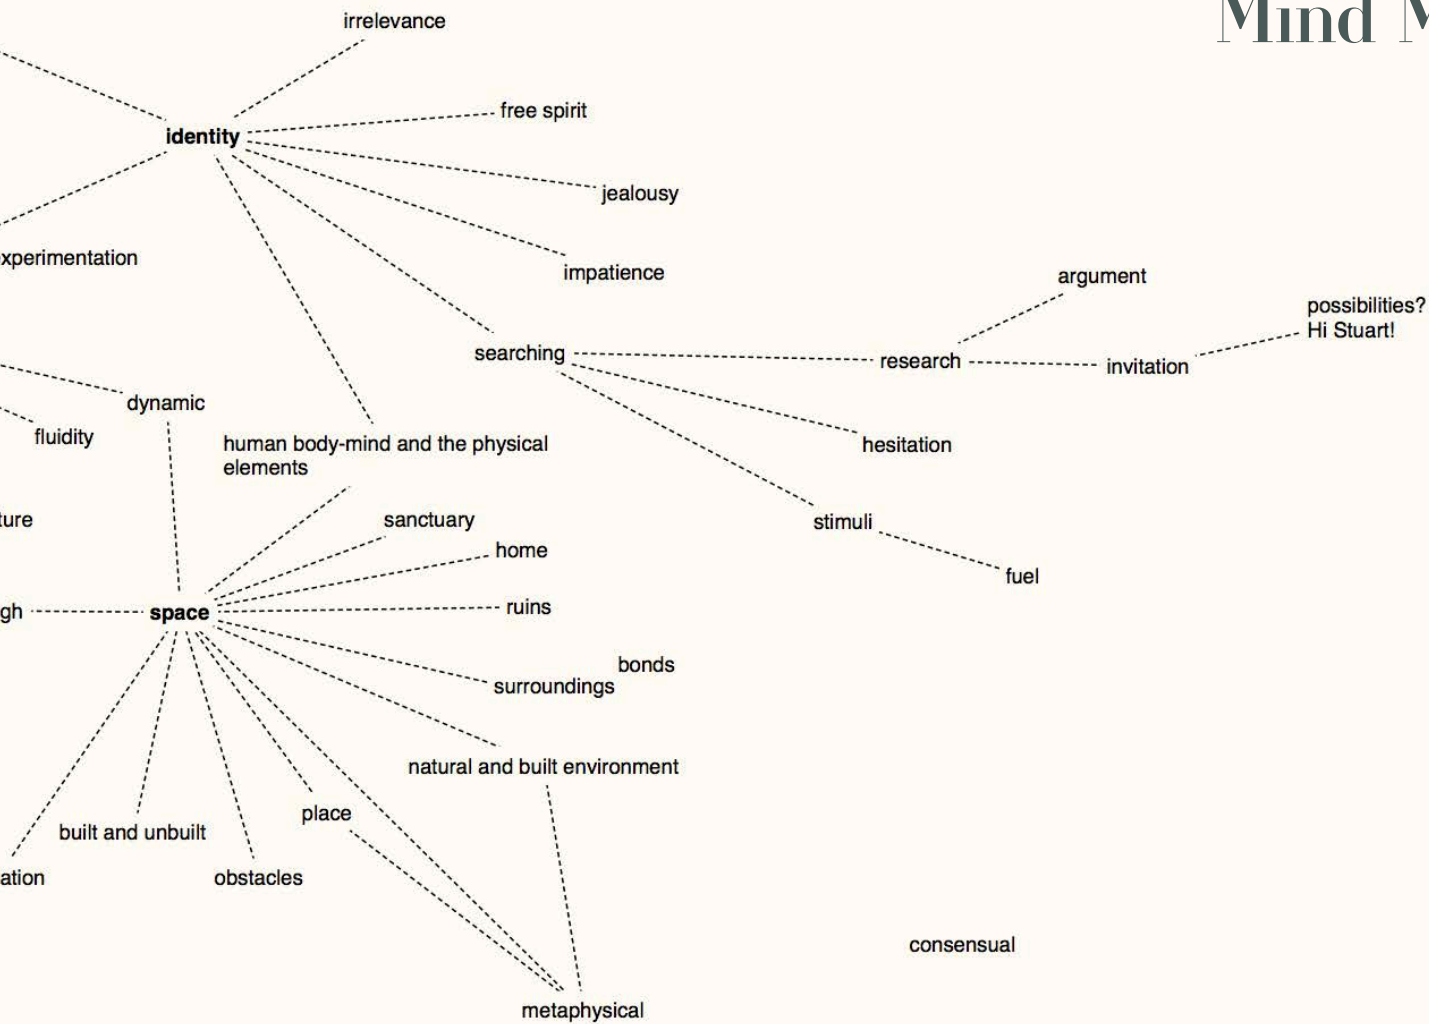 Mind M
irrelevance
free spirit
identity
jealousy
xperimentation
impatience
argument
possibilities?
Hi Stuart!
searching
research
invitation
dynamic
fluidity
human body-mind and the physical
elements
hesitation
sanctuary
ture
stimuli
home
fuel
ruins
gh
space
bonds
surroundings
natural and built environment
place
built and unbuilt
ation
obstacles
consensual
metaphysical